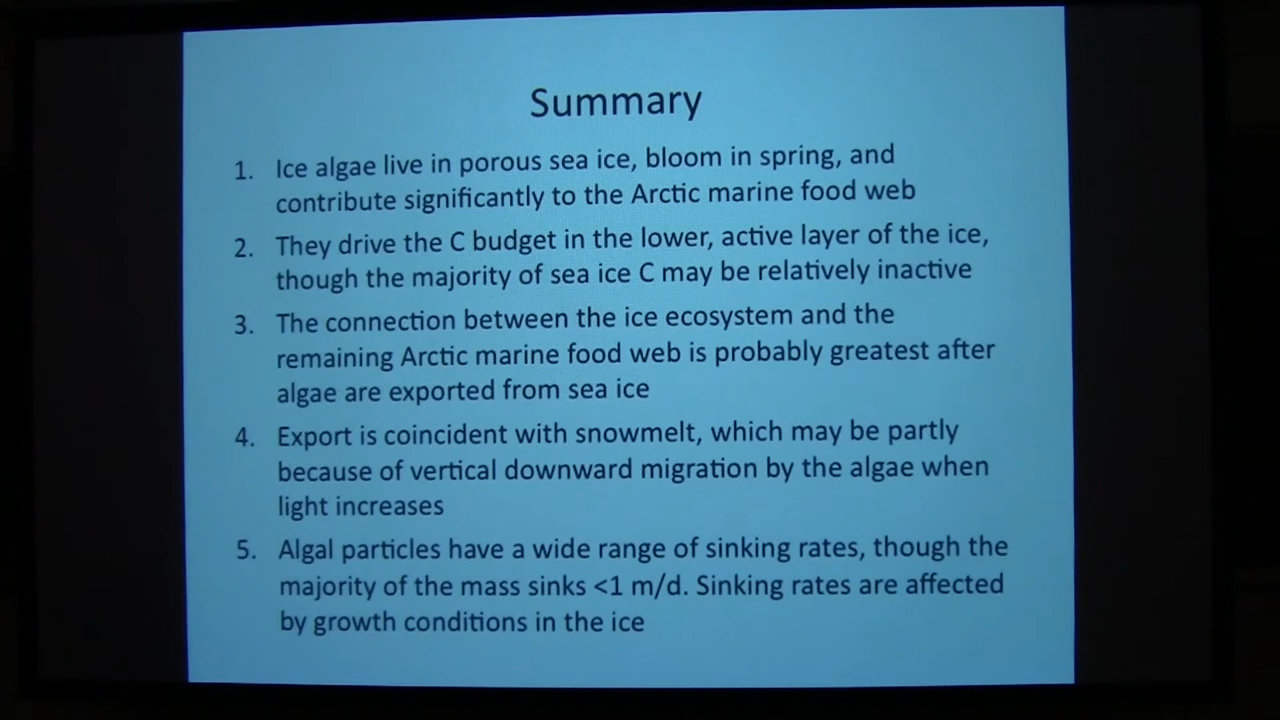 Summary
1. Ice algae live in porous sea ice, bloom in spring, and
contribute significantly to the Arctic marine food web
2. They drive the C budget in the lower, active layer of the ice,
though the majority of sea ice C may be relatively inactive
3. The connection between the ice ecosystem and the
remaining Arctic marine food web is probably greatest after
algae are exported from sea ice
4. Export is coincident with snowmelt, which may be partly
because of vertical downward migration by the algae when
light increases
5. Algal particles have a wide range of sinking rates, though the
majority of the mass sinks <1 m/d. Sinking rates are affected
by growth conditions in the ice